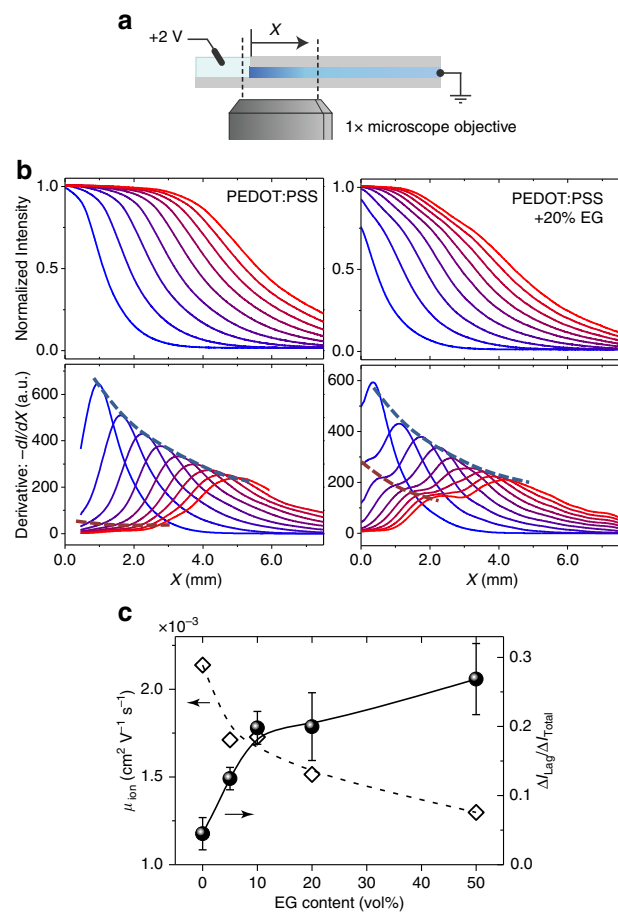 a
+2 V
X
1× microscope objective
b
PEDOT:PSS
PEDOT:PSS
+20% EG
Normalized Intensity
1.0
0.5
0.0
1.0
0.5
0.0
Derivative: –dI/dX (a.u.)
600
400
200
0
600
400
200
0
0.0 2.0 4.0 6.0
0.0 2.0 4.0 6.0
X (mm)
X (mm)
c
×10⁻³
μion (cm² V⁻¹ s⁻¹)
2.0
1.5
1.0
0.3
0.2
0.1
0.0
ΔILag/ΔITotal
0 10 20 30 40 50
EG content (vol%)